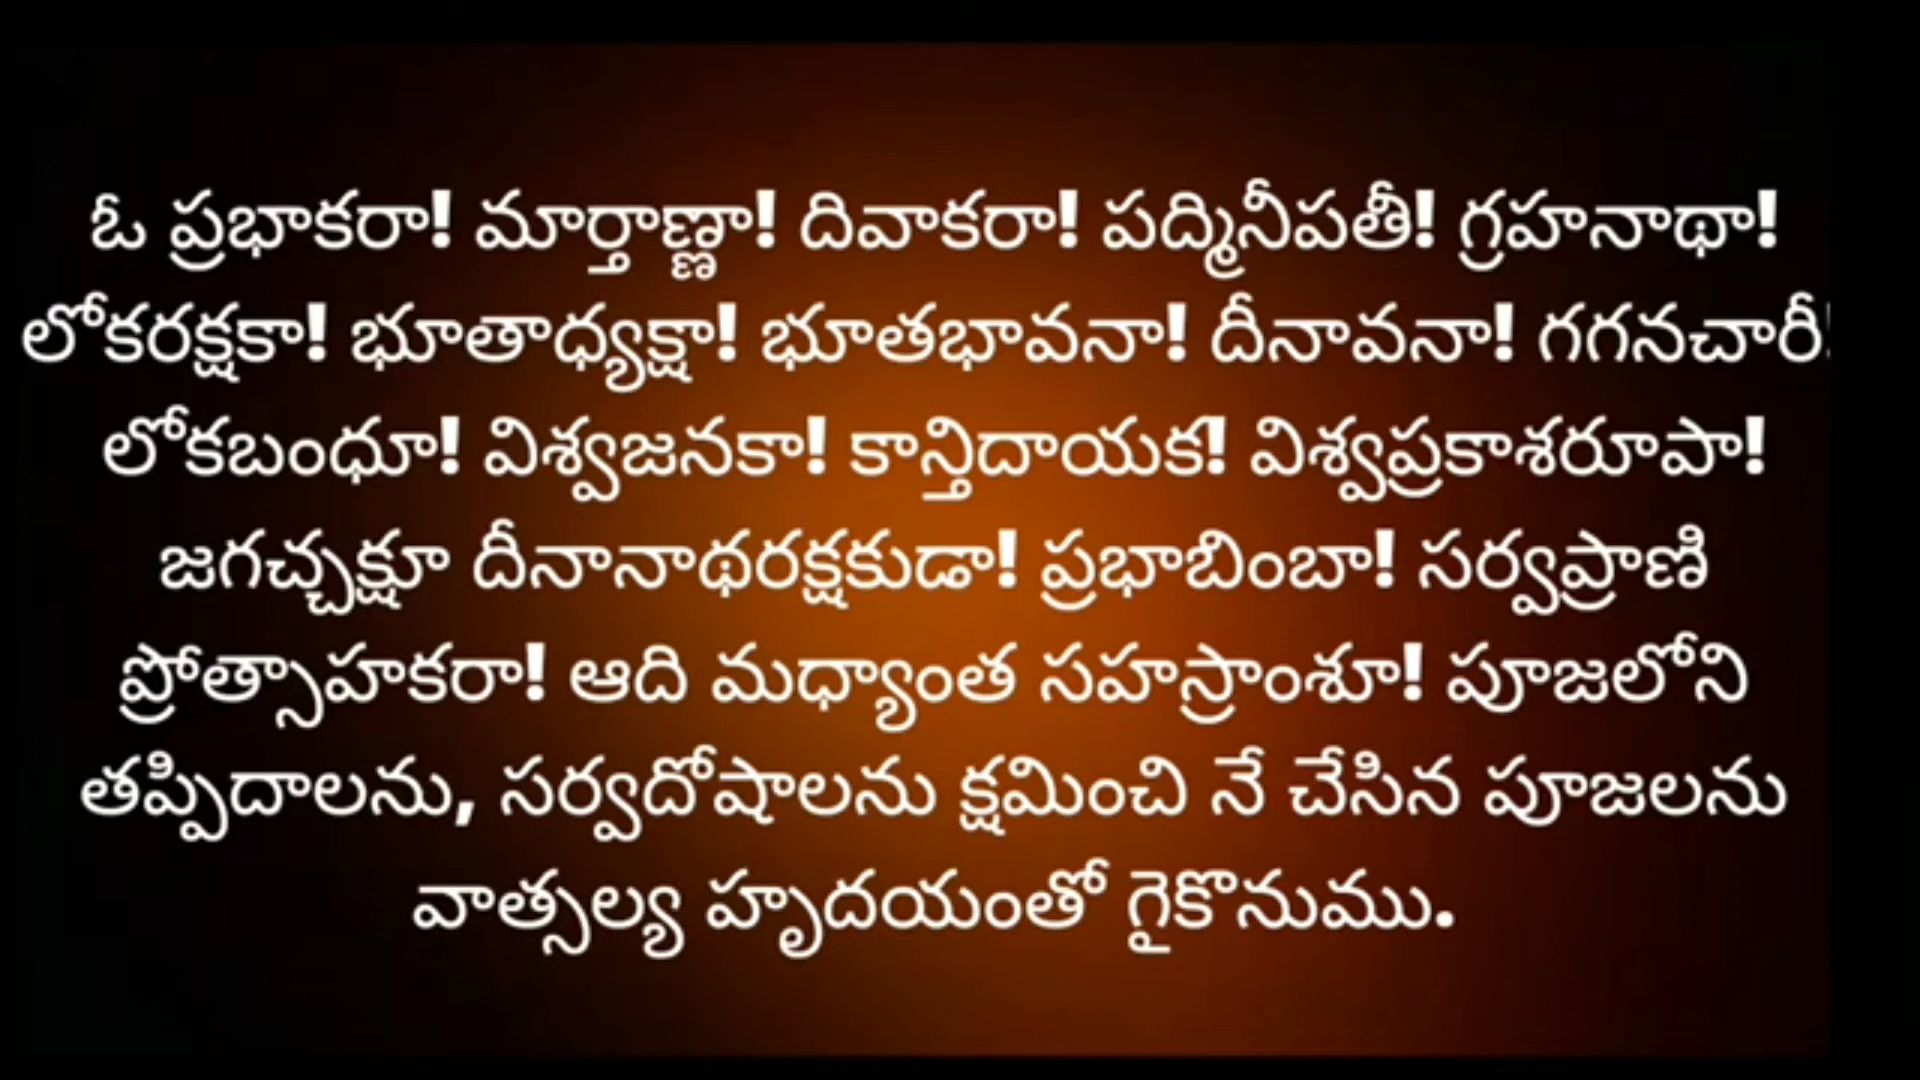 ఓ ప్రభాకరా! మార్తాణ్ణా! దివాకరా! పద్మినీపతీ! గ్రహనాథా!
లోకరక్షకా! భూతాధ్యక్షా! భూతభావనా! దీనావనా! గగనచారీ!
లోకబంధూ! విశ్వజనకా! కాన్తిదాయక! విశ్వప్రకాశరూపా!
జగచ్చక్షూ దీనానాథరక్షకుడా! ప్రభాబింబా! సర్వప్రాణి
ప్రోత్సాహకరా! ఆది మధ్యాంత సహస్రాంశూ! పూజలోని
తప్పిదాలను, సర్వదోషాలను క్షమించి నే చేసిన పూజలను
వాత్సల్య హృదయంతో గైకొనుము.